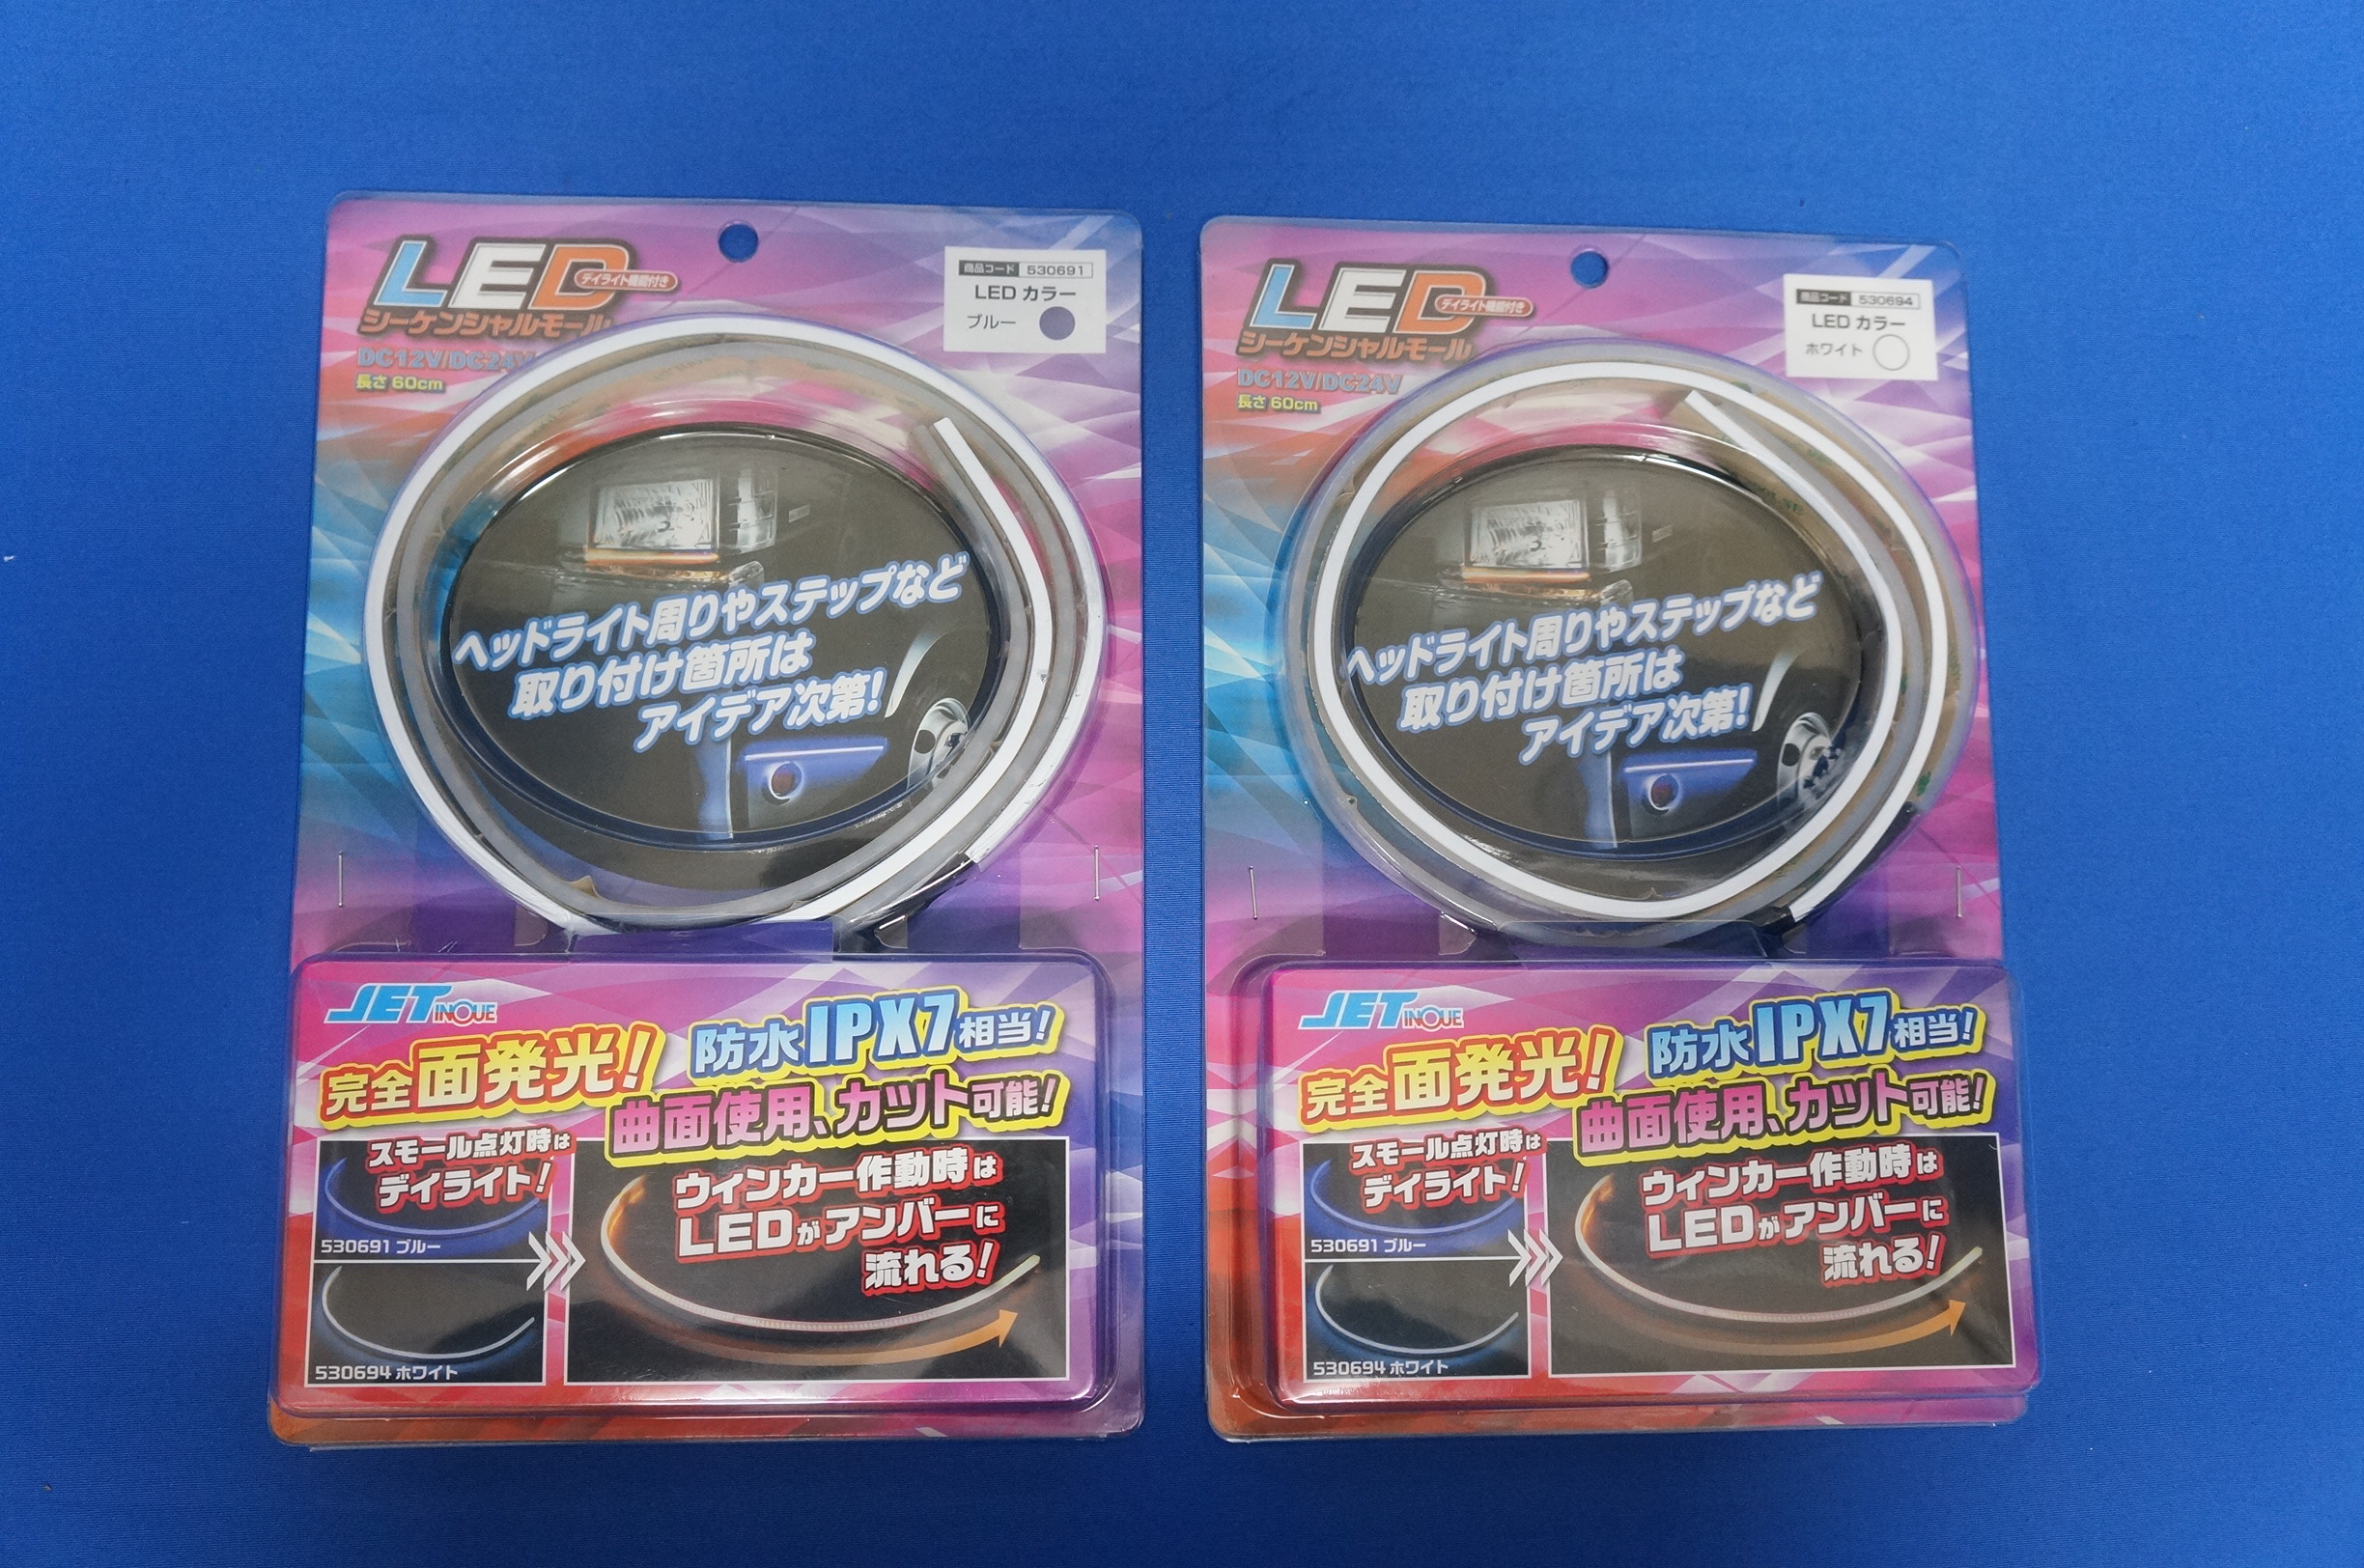 LED
デイライト機能付き
シーケンシャルモール
DC12V/DC24V
長さ60cm
商品コード 530691
LED カラー
ブルー
ヘッドライト周りやステップなど
取り付け箇所は
アイデア次第!
JET INOUE
完全面発光!
防水IPX7相当!
曲面使用、カット可能!
スモール点灯時は
デイライト!
530691 ブルー
530694 ホワイト
ウィンカー作動時は
LEDがアンバーに
流れる!
LED
デイライト機能付き
シーケンシャルモール
DC12V/DC24V
長さ60cm
商品コード 530694
LED カラー
ホワイト
ヘッドライト周りやステップなど
取り付け箇所は
アイデア次第!
JET INOUE
完全面発光!
防水IPX7相当!
曲面使用、カット可能!
スモール点灯時は
デイライト!
530691 ブルー
530694 ホワイト
ウィンカー作動時は
LEDがアンバーに
流れる!